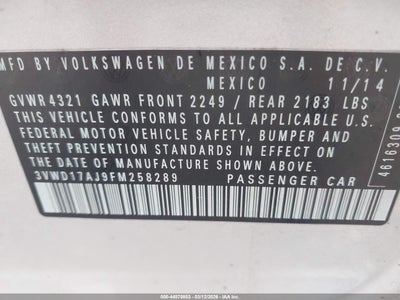 MFD BY VOLKSWAGEN DE MEXICO S.A. DE C.V.
MEXICO 11/14
GVWR 4321 GAWR FRONT 2249 / REAR 2183 LBS
THIS VEHICLE CONFORMS TO ALL APPLICABLE U.S.
FEDERAL MOTOR VEHICLE SAFETY, BUMPER AND
THEFT PREVENTION STANDARDS IN EFFECT ON
THE DATE OF MANUFACTURE SHOWN ABOVE.
3VWD17AJ9FM258289 PASSENGER CAR